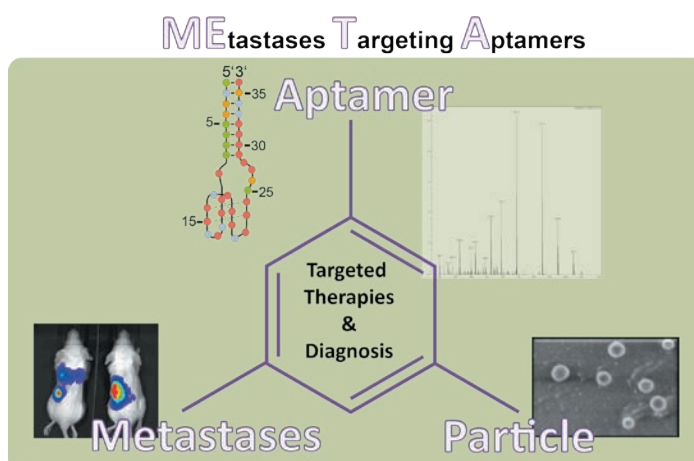 MEtastases Targeting Aptamers
5'3'
Aptamer
35
5
30
25
15
Targeted
Therapies
&
Diagnosis
Metastases
Particle